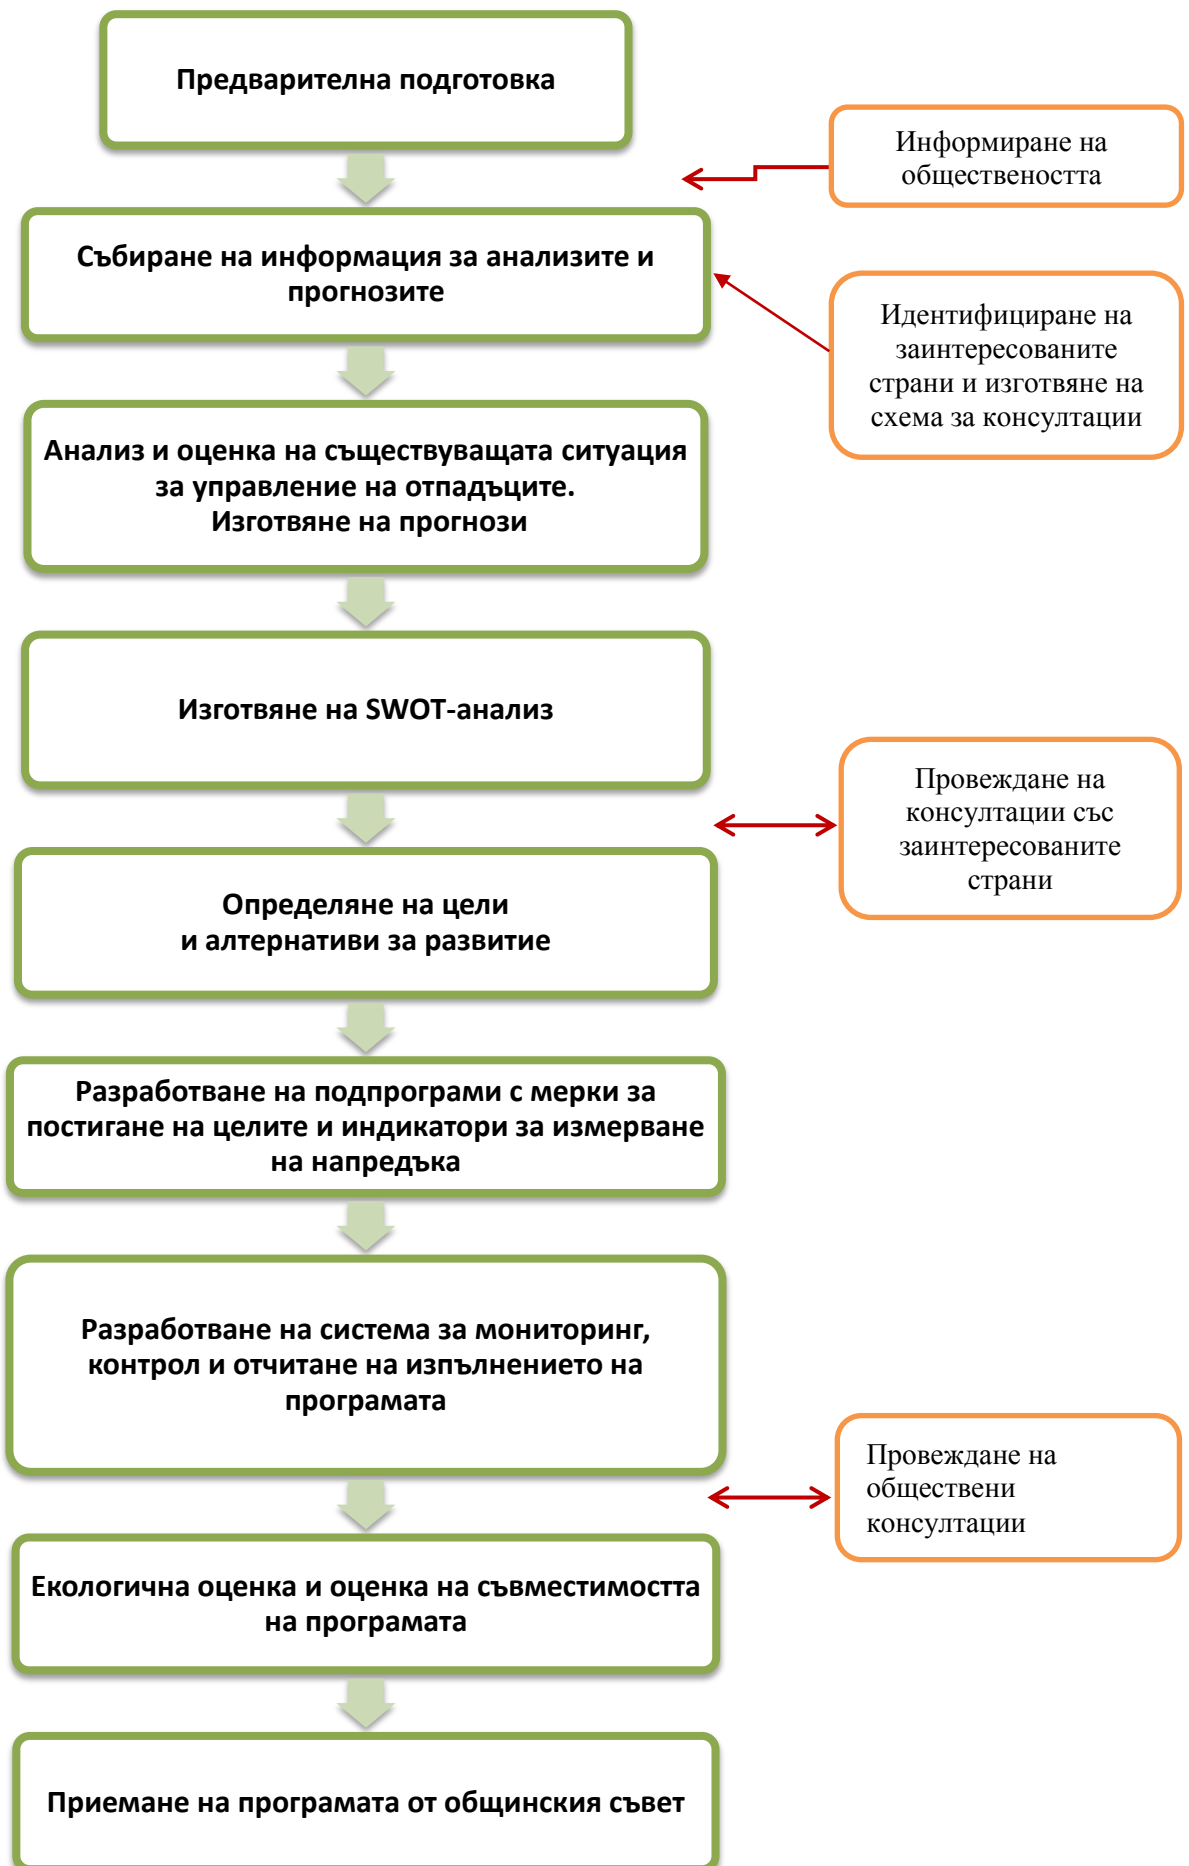 Предварителна подготовка
Информиране на
обществеността
Събиране на информация за анализите и
прогнозите
Идентифициране на
заинтересованите
страни и изготвяне на
схема за консултации
Анализ и оценка на съществуващата ситуация
за управление на отпадъците.
Изготвяне на прогнози
Изготвяне на SWOT-анализ
Провеждане на
консултации със
заинтересованите
страни
Определяне на цели
и алтернативи за развитие
Разработване на подпрограми с мерки за
постигане на целите и индикатори за измерване
на напредъка
Разработване на система за мониторинг,
контрол и отчитане на изпълнението на
програмата
Провеждане на
обществени
консултации
Екологична оценка и оценка на съвместимостта
на програмата
Приемане на програмата от общинския съвет